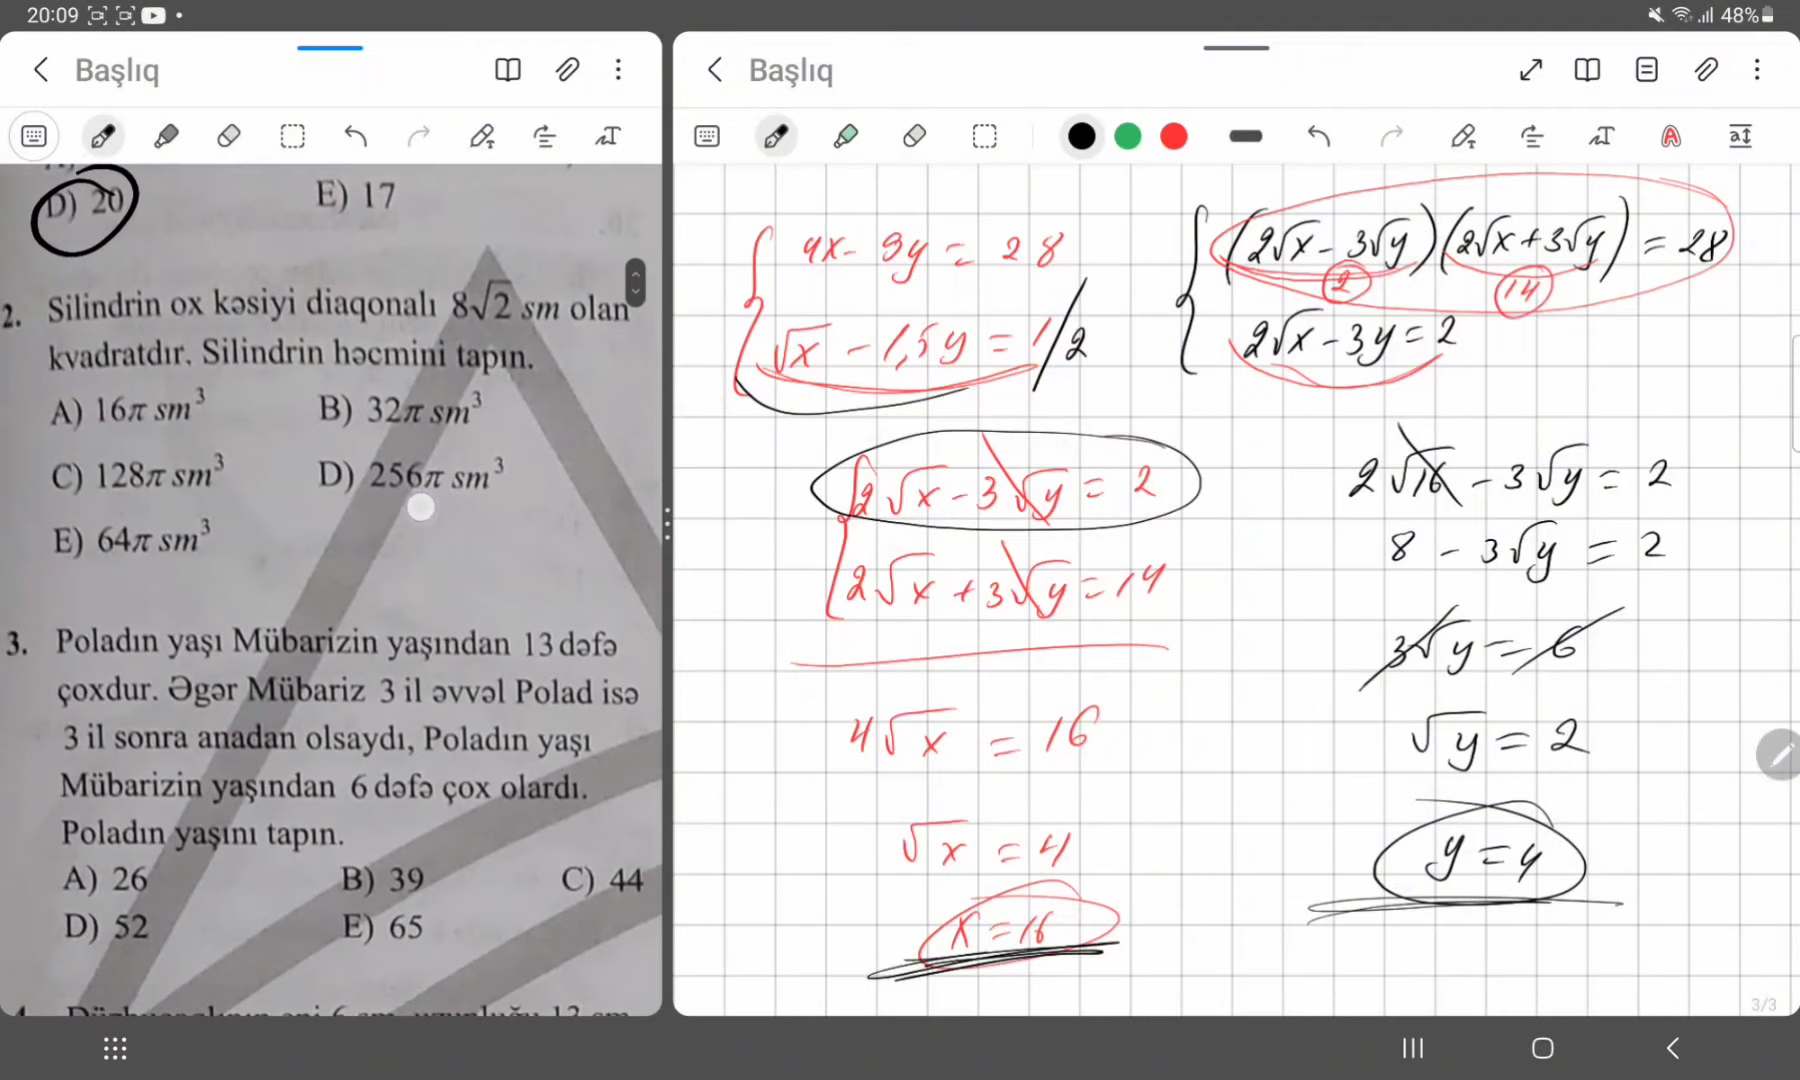 20:09
48%
Başlıq
D) 20 E) 17
2. Silindrin ox kəsiyi diaqonalı 8√2 sm olan
kvadratdır. Silindrin həcmini tapın.
A) 16π sm³ B) 32π sm³
C) 128π sm³ D) 256π sm³
E) 64π sm³
3. Poladın yaşı Mübarizin yaşından 13 dəfə
çoxdur. Əgər Mübariz 3 il əvvəl Polad isə
3 il sonra anadan olsaydı, Poladın yaşı
Mübarizin yaşından 6 dəfə çox olardı.
Poladın yaşını tapın.
A) 26 B) 39 C) 44
D) 52 E) 65
Başlıq
4x - 9y = 28
√x - 1,5y = 1 /2
2√x - 3√y = 2
2√x + 3√y = 14
4√x = 16
√x = 4
x = 16
(2√x - 3√y)(2√x + 3√y) = 28
2 14
2√x - 3y = 2
2√16 - 3√y = 2
8 - 3√y = 2
3√y = 6
√y = 2
y = 4
3/3